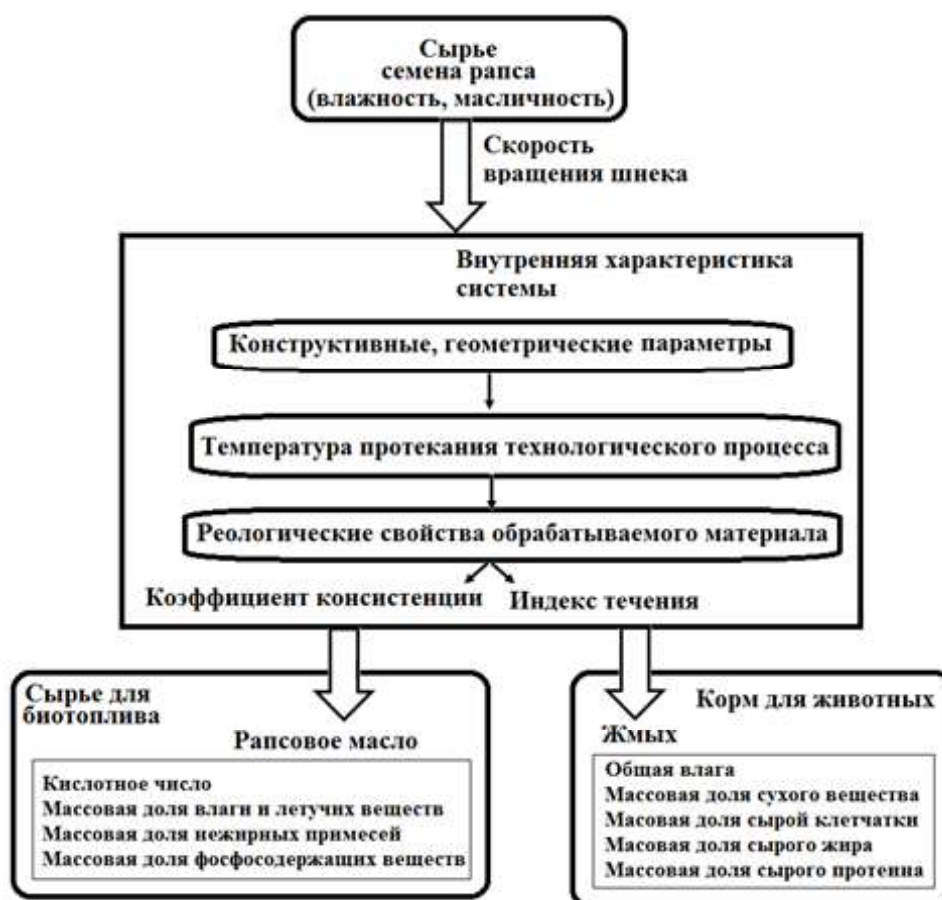 Сырье
семена рапса
(влажность, масличность)
Скорость
вращения шнека
Внутренняя характеристика
системы
Конструктивные, геометрические параметры
Температура протекания технологического процесса
Реологические свойства обрабатываемого материала
Коэффициент консистенции
Индекс течения
Сырье для
биотоплива
Рапсовое масло
Кислотное число
Массовая доля влаги и летучих веществ
Массовая доля нежирных примесей
Массовая доля фосфосодержащих веществ
Корм для животных
Жмых
Общая влага
Массовая доля сухого вещества
Масовая доля сырой клетчатки
Масовая доля сырого жира
Массовая доля сырого протеина